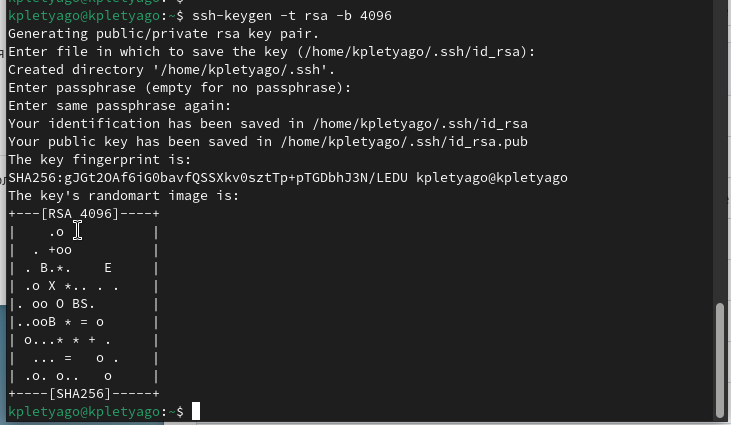 kpletyago@kpletyago:~$ ssh-keygen -t rsa -b 4096
Generating public/private rsa key pair.
Enter file in which to save the key (/home/kpletyago/.ssh/id_rsa):
Created directory '/home/kpletyago/.ssh'.
Enter passphrase (empty for no passphrase):
Enter same passphrase again:
Your identification has been saved in /home/kpletyago/.ssh/id_rsa
Your public key has been saved in /home/kpletyago/.ssh/id_rsa.pub
The key fingerprint is:
SHA256:gJGt2OAf6iG0bavfQSSXkv0sztTp+pTGDbhJ3N/LEDU kpletyago@kpletyago
The key's randomart image is:
+---[RSA 4096]----+
|    .o           |
|  . +oo          |
| . B.*.    E     |
| .o X *.. . .    |
|. oo O BS.       |
|..ooB * = o      |
| o...* * + .     |
|  ... =   o .    |
| .o. o..   o     |
+----[SHA256]-----+
kpletyago@kpletyago:~$